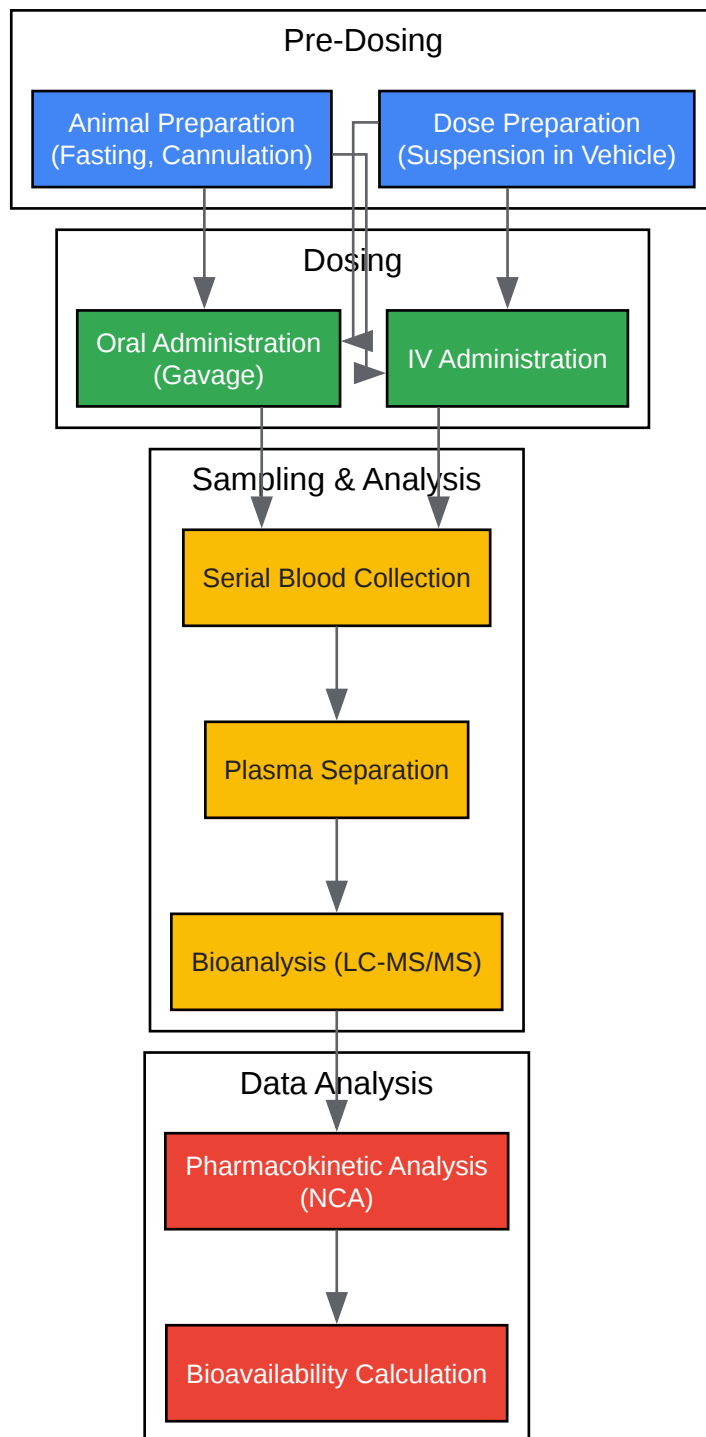 Pre-Dosing
Animal Preparation
(Fasting, Cannulation)
Dose Preparation
(Suspension in Vehicle)
Dosing
Oral Administration
(Gavage)
IV Administration
Sampling & Analysis
Serial Blood Collection
Plasma Separation
Bioanalysis (LC-MS/MS)
Data Analysis
Pharmacokinetic Analysis
(NCA)
Bioavailability Calculation